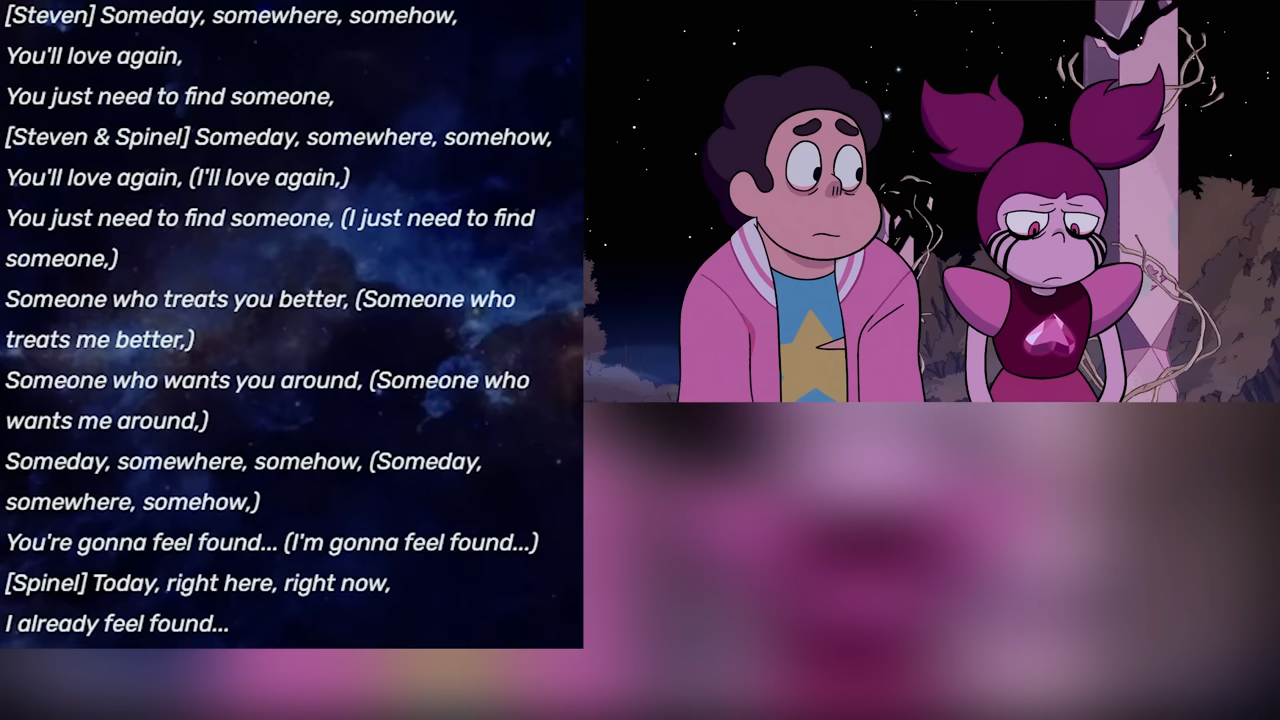 [Steven] Someday, somewhere, somehow,
You'll love again,
You just need to find someone,
[Steven & Spinel] Someday, somewhere, somehow,
You'll love again, (I'll love again,)
You just need to find someone, (I just need to find
someone,)
Someone who treats you better, (Someone who
treats me better,)
Someone who wants you around, (Someone who
wants me around,)
Someday, somewhere, somehow, (Someday,
somewhere, somehow,)
You're gonna feel found... (I'm gonna feel found...)
[Spinel] Today, right here, right now,
I already feel found...